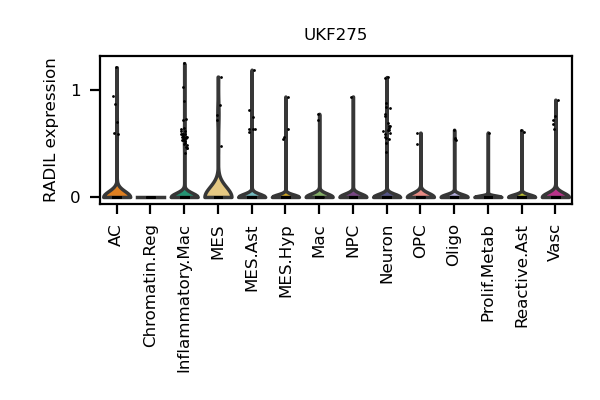 UKF275
RADIL expression
1
0
AC
Chromatin.Reg
Inflammatory.Mac
MES
MES.Ast
MES.Hyp
Mac
NPC
Neuron
OPC
Oligo
Prolif.Metab
Reactive.Ast
Vasc